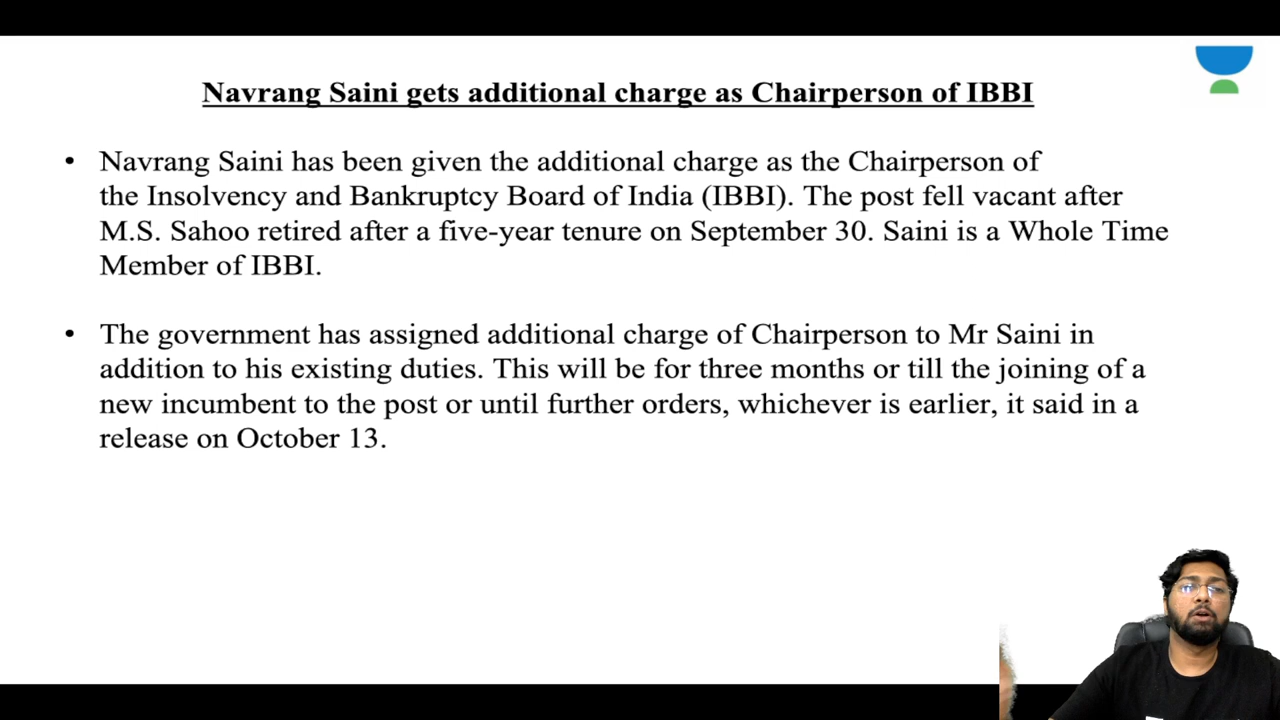 Navrang Saini gets additional charge as Chairperson of IBBI
• Navrang Saini has been given the additional charge as the Chairperson of
the Insolvency and Bankruptcy Board of India (IBBI). The post fell vacant after
M.S. Sahoo retired after a five-year tenure on September 30. Saini is a Whole Time
Member of IBBI.
• The government has assigned additional charge of Chairperson to Mr Saini in
addition to his existing duties. This will be for three months or till the joining of a
new incumbent to the post or until further orders, whichever is earlier, it said in a
release on October 13.